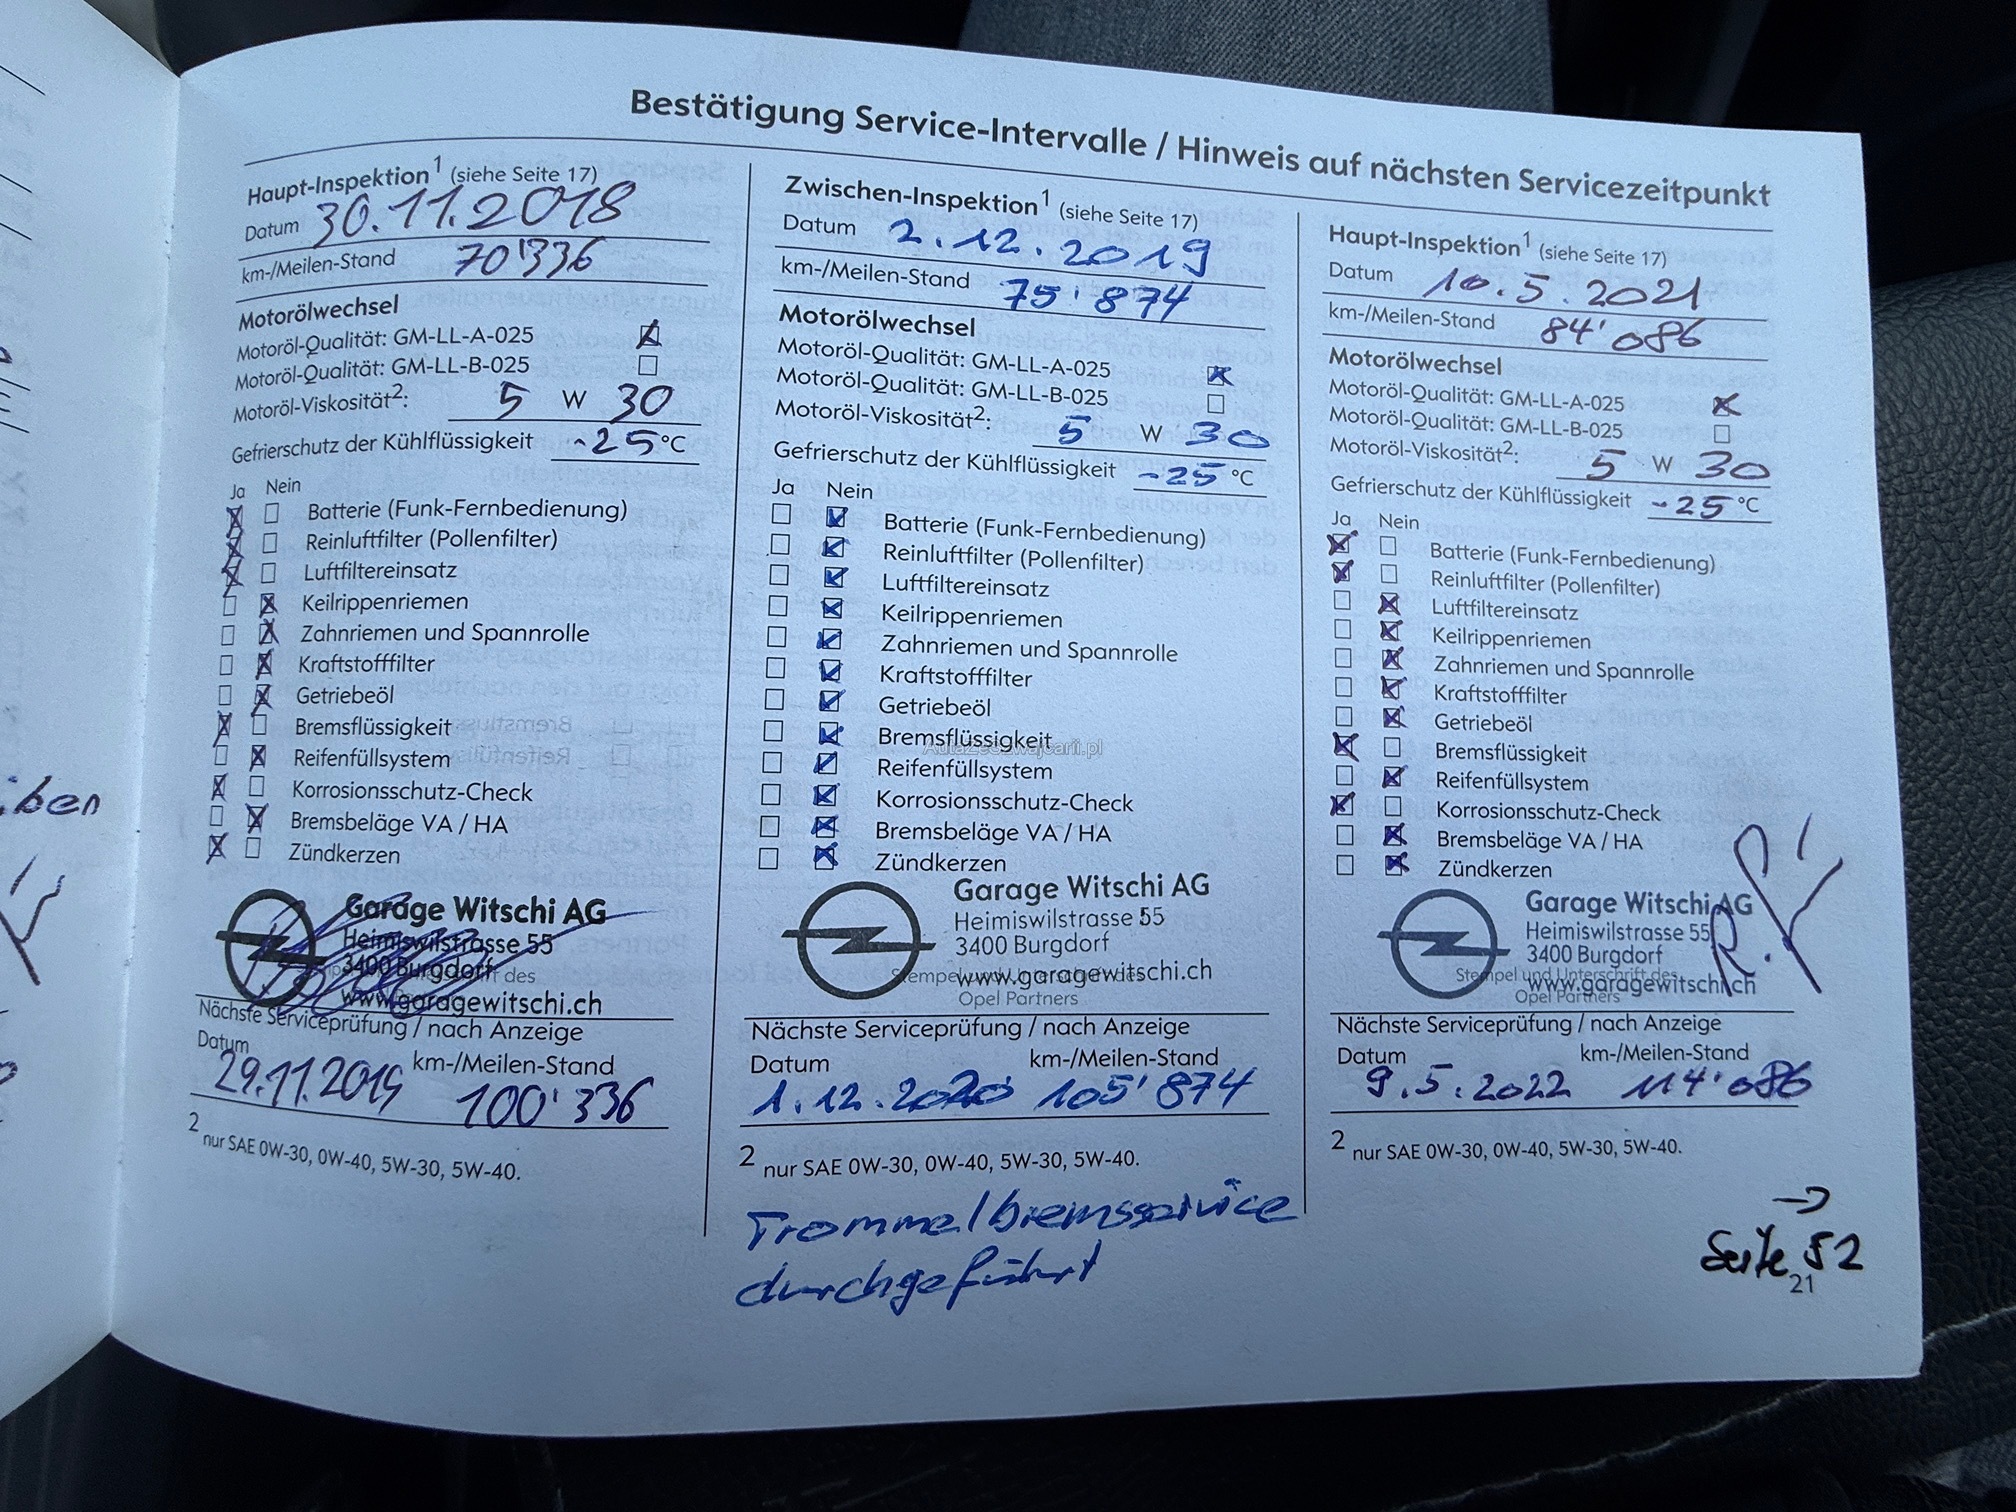 Bestätigung Service-Intervalle / Hinweis auf nächsten Servicezeitpunkt
Haupt-Inspektion1 (siehe Seite 17)
Datum 30.11.2018
km-/Meilen-Stand 70'336
Motorölwechsel
Motoröl-Qualität: GM-LL-A-025
Motoröl-Qualität: GM-LL-B-025
Motoröl-Viskosität2: 5 W 30
Gefrierschutz der Kühlflüssigkeit -25 °C
Ja Nein
Batterie (Funk-Fernbedienung)
Reinluftfilter (Pollenfilter)
Luftfiltereinsatz
Keilrippenriemen
Zahnriemen und Spannrolle
Kraftstofffilter
Getriebeöl
Bremsflüssigkeit
Reifenfüllsystem
Korrosionsschutz-Check
Bremsbeläge VA / HA
Zündkerzen
Garage Witschi AG
Heimiswilstrasse 55
3400 Burgdorf
des
www.garagewitschi.ch
Nächste Serviceprüfung / nach Anzeige
Datum km-/Meilen-Stand
29.11.2019 100'336
2 nur SAE 0W-30, 0W-40, 5W-30, 5W-40.
Zwischen-Inspektion1 (siehe Seite 17)
Datum 2.12.2019
km-/Meilen-Stand 75'874
Motorölwechsel
Motoröl-Qualität: GM-LL-A-025
Motoröl-Qualität: GM-LL-B-025
Motoröl-Viskosität2: 5 W 30
Gefrierschutz der Kühlflüssigkeit -25 °C
Ja Nein
Batterie (Funk-Fernbedienung)
Reinluftfilter (Pollenfilter)
Luftfiltereinsatz
Keilrippenriemen
Zahnriemen und Spannrolle
Kraftstofffilter
Getriebeöl
Bremsflüssigkeit
AutaZeSzwajcarii.pl
Reifenfüllsystem
Korrosionsschutz-Check
Bremsbeläge VA / HA
Zündkerzen
Garage Witschi AG
Heimiswilstrasse 55
3400 Burgdorf
Stempel und Unterschrift des
www.garagewitschi.ch
Opel Partners
Nächste Serviceprüfung / nach Anzeige
Datum km-/Meilen-Stand
1.12.2020 105'874
2 nur SAE 0W-30, 0W-40, 5W-30, 5W-40.
Trommelbremsservice
durchgeführt
Haupt-Inspektion1 (siehe Seite 17)
Datum 10.5.2021
km-/Meilen-Stand 84'086
Motorölwechsel
Motoröl-Qualität: GM-LL-A-025
Motoröl-Qualität: GM-LL-B-025
Motoröl-Viskosität2: 5 W 30
Gefrierschutz der Kühlflüssigkeit -25 °C
Ja Nein
Batterie (Funk-Fernbedienung)
Reinluftfilter (Pollenfilter)
Luftfiltereinsatz
Keilrippenriemen
Zahnriemen und Spannrolle
Kraftstofffilter
Getriebeöl
Bremsflüssigkeit
Reifenfüllsystem
Korrosionsschutz-Check
Bremsbeläge VA / HA
Zündkerzen
Garage Witschi AG
Heimiswilstrasse 55
3400 Burgdorf
Stempel und Unterschrift des
www.garagewitschi.ch
Opel Partners
Nächste Serviceprüfung / nach Anzeige
Datum km-/Meilen-Stand
9.5.2022 114'086
2 nur SAE 0W-30, 0W-40, 5W-30, 5W-40.
→
Seite 52
21